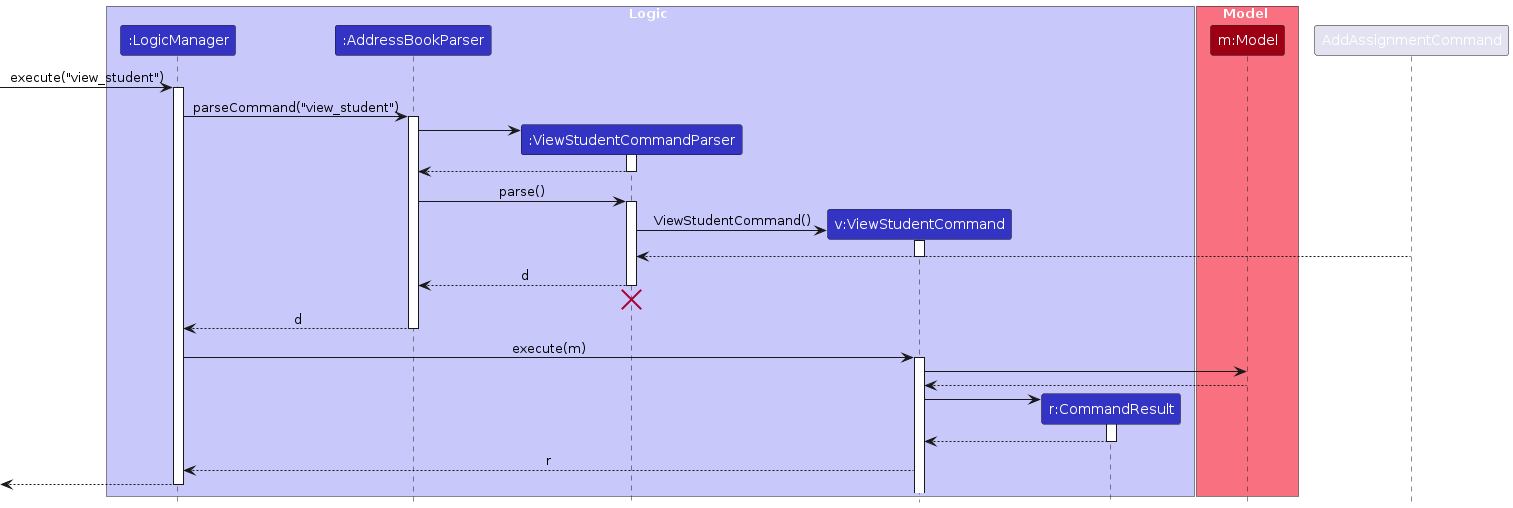 Logic
Model
:LogicManager
:AddressBookParser
m:Model
AddAssignmentCommand
execute("view_student")
parseCommand("view_student")
:ViewStudentCommandParser
parse()
ViewStudentCommand()
v:ViewStudentCommand
d
d
execute(m)
r:CommandResult
r